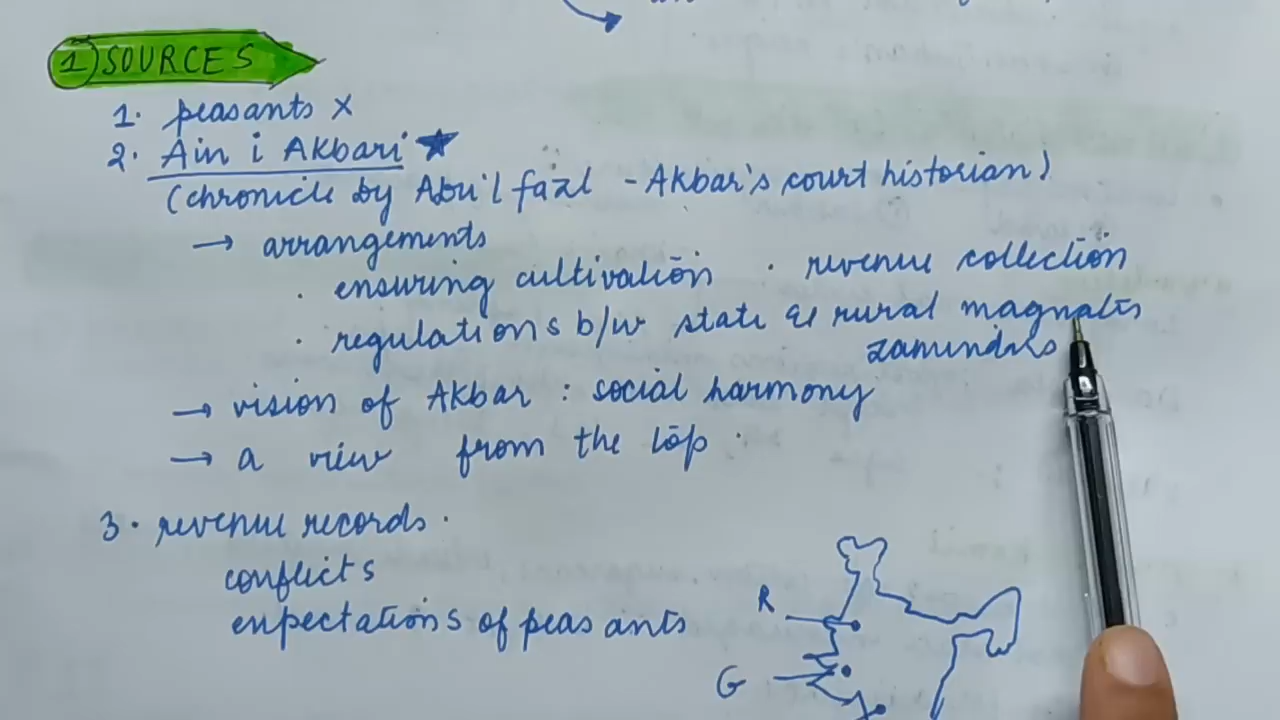 1 SOURCES
1. peasants x
2. Ain i Akbari ★
(chronicle by Abu'l fazl - Akbar's court historian)
→ arrangements
. ensuring cultivation . revenue collection
. regulations b/w state & rural magnates
zamindars
→ vision of Akbar : social harmony
→ a view from the top.
3. revenue records.
conflicts
expectations of peasants
R
G